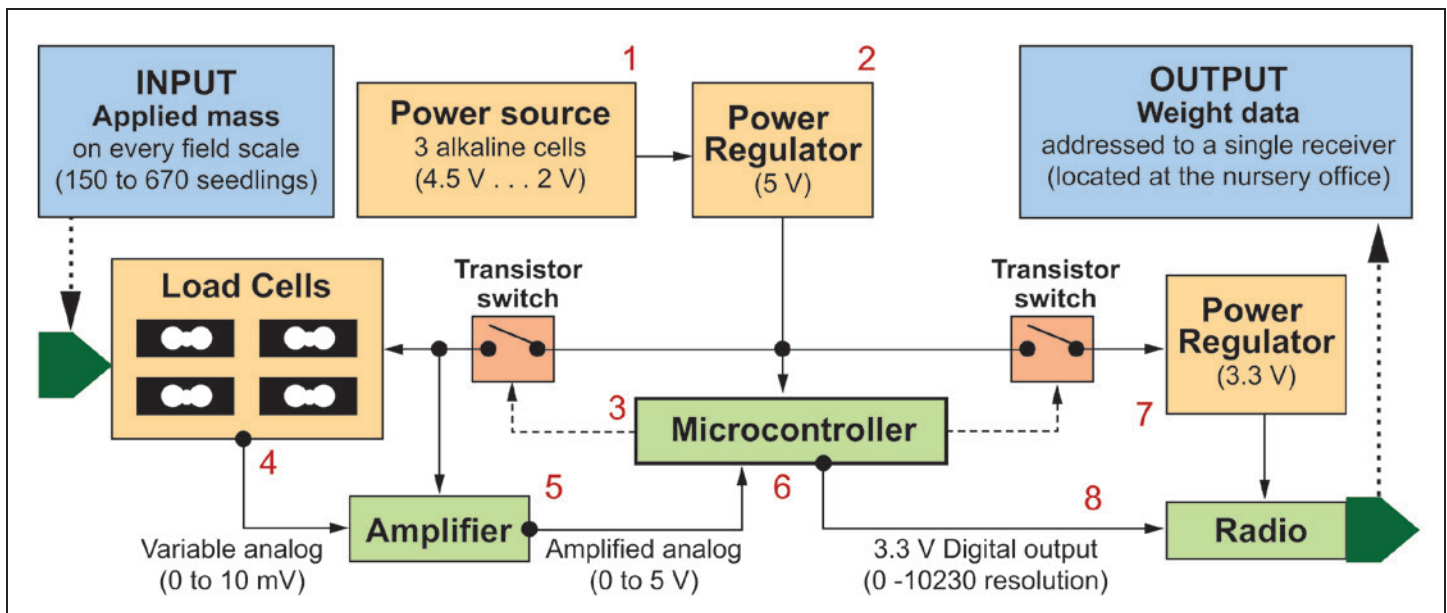 INPUT
Applied mass
on every field scale
(150 to 670 seedlings)
1
Power source
3 alkaline cells
(4.5 V . . . 2 V)
2
Power
Regulator
(5 V)
OUTPUT
Weight data
addressed to a single receiver
(located at the nursery office)
Load Cells
Transistor
switch
Transistor
switch
Power
Regulator
(3.3 V)
3
Microcontroller
7
4
5
6
8
Amplifier
Radio
Variable analog
(0 to 10 mV)
Amplified analog
(0 to 5 V)
3.3 V Digital output
(0 -10230 resolution)